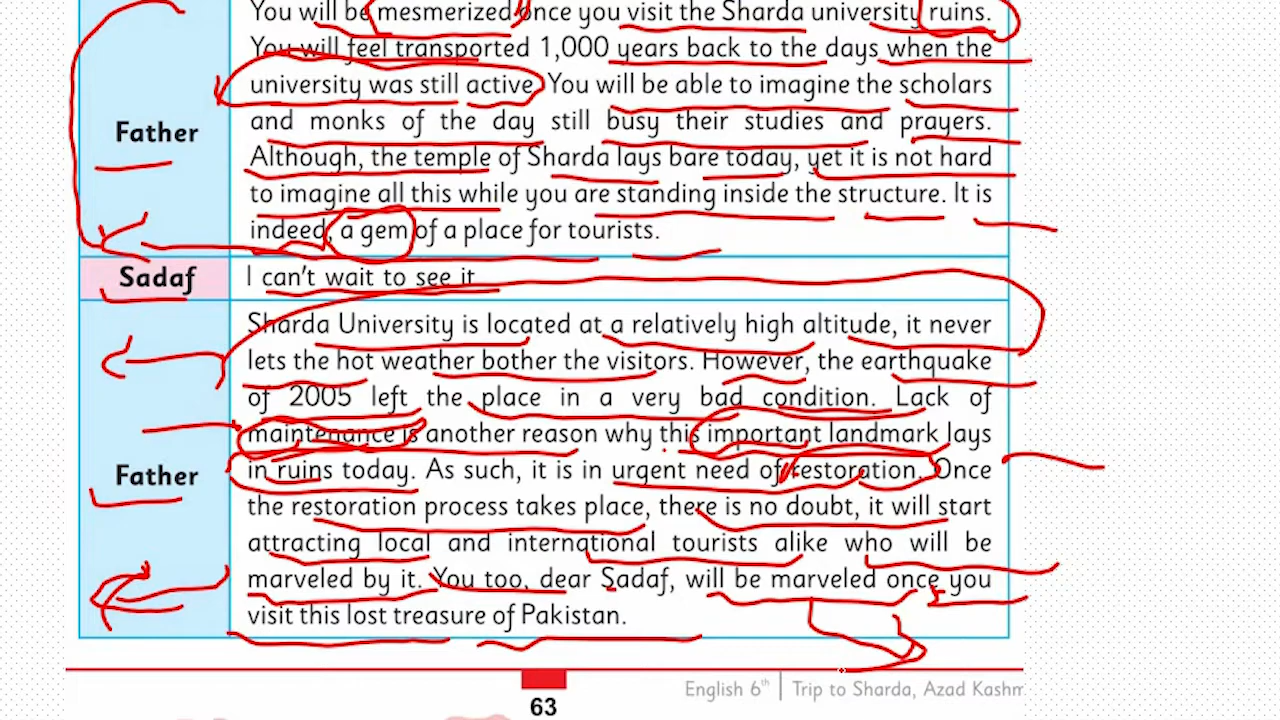 You will be mesmerized once you visit the Sharda university ruins.
You will feel transported 1,000 years back to the days when the
university was still active. You will be able to imagine the scholars
and monks of the day still busy their studies and prayers.
Father
Although, the temple of Sharda lays bare today, yet it is not hard
to imagine all this while you are standing inside the structure. It is
indeed, a gem of a place for tourists.
Sadaf
I can't wait to see it
Sharda University is located at a relatively high altitude, it never
lets the hot weather bother the visitors. However, the earthquake
of 2005 left the place in a very bad condition. Lack of
maintenance is another reason why this important landmark lays
Father
in ruins today. As such, it is in urgent need of restoration. Once
the restoration process takes place, there is no doubt, it will start
attracting local and international tourists alike who will be
marveled by it. You too, dear Sadaf, will be marveled once you
visit this lost treasure of Pakistan.
63
English 6th | Trip to Sharda, Azad Kashm